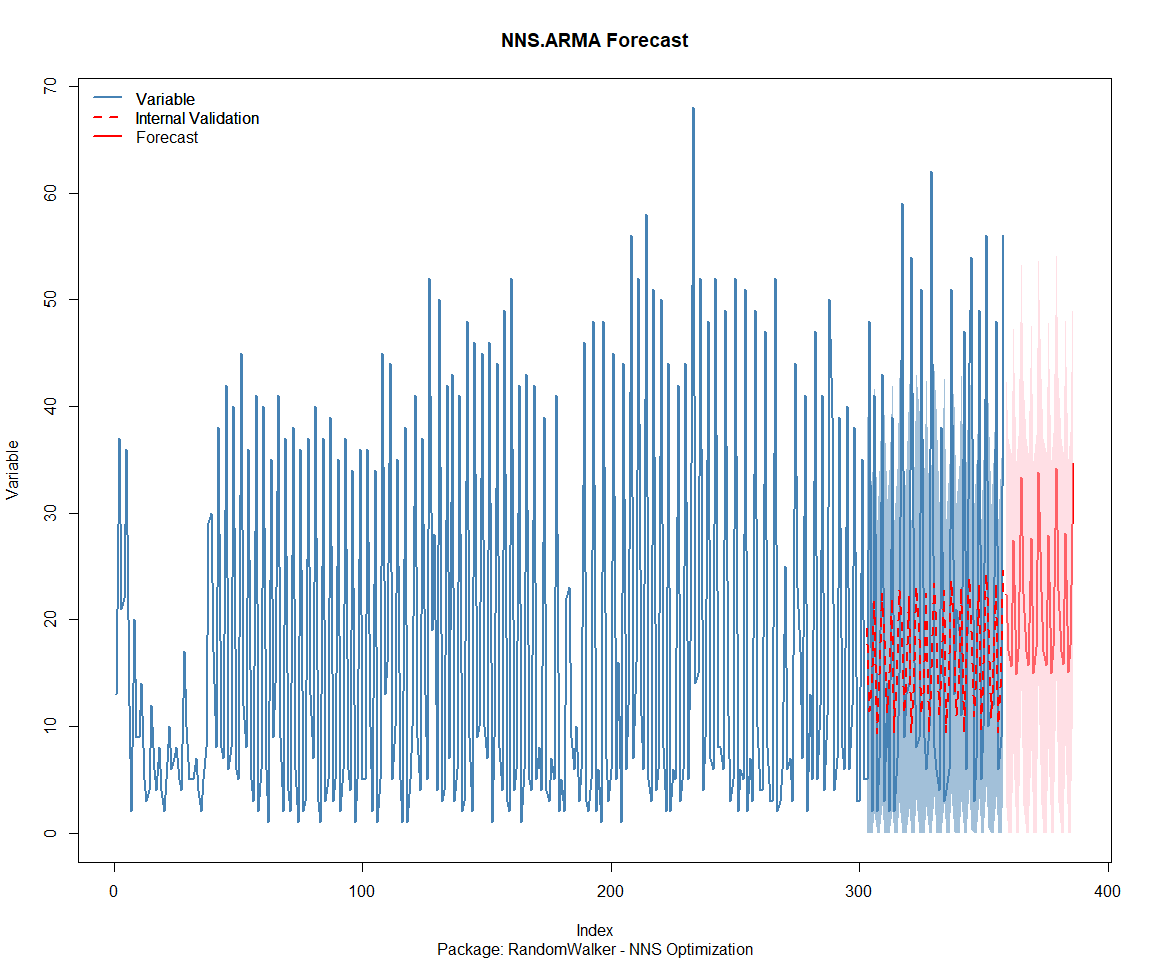 NNS.ARMA Forecast
Variable
Internal Validation
Forecast
Variable
70
60
50
40
30
20
10
0
0 100 200 300 400
Index
Package: RandomWalker - NNS Optimization